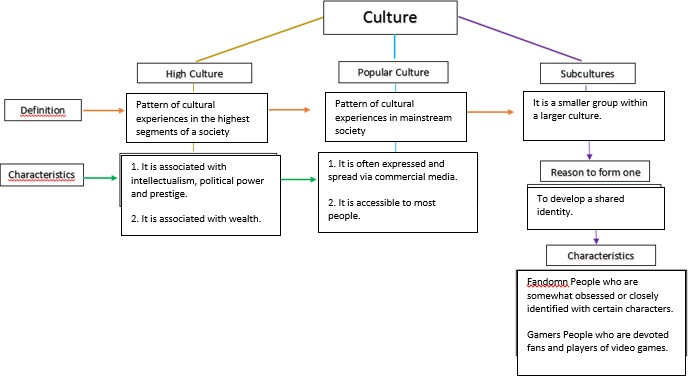 Culture
High Culture
Popular Culture
Subcultures
Definition
Pattern of cultural
experiences in the highest
segments of a society
Pattern of cultural
experiences in mainstream
society
It is a smaller group within
a larger culture.
Characteristics
1. It is associated with
intellectualism, political power
and prestige.
2. It is associated with wealth.
1. It is often expressed and
spread via commercial media.
2. It is accessible to most
people.
Reason to form one
To develop a shared
identity.
Characteristics
Fandomn People who are
somewhat obsessed or closely
identified with certain characters.
Gamers People who are devoted
fans and players of video games.